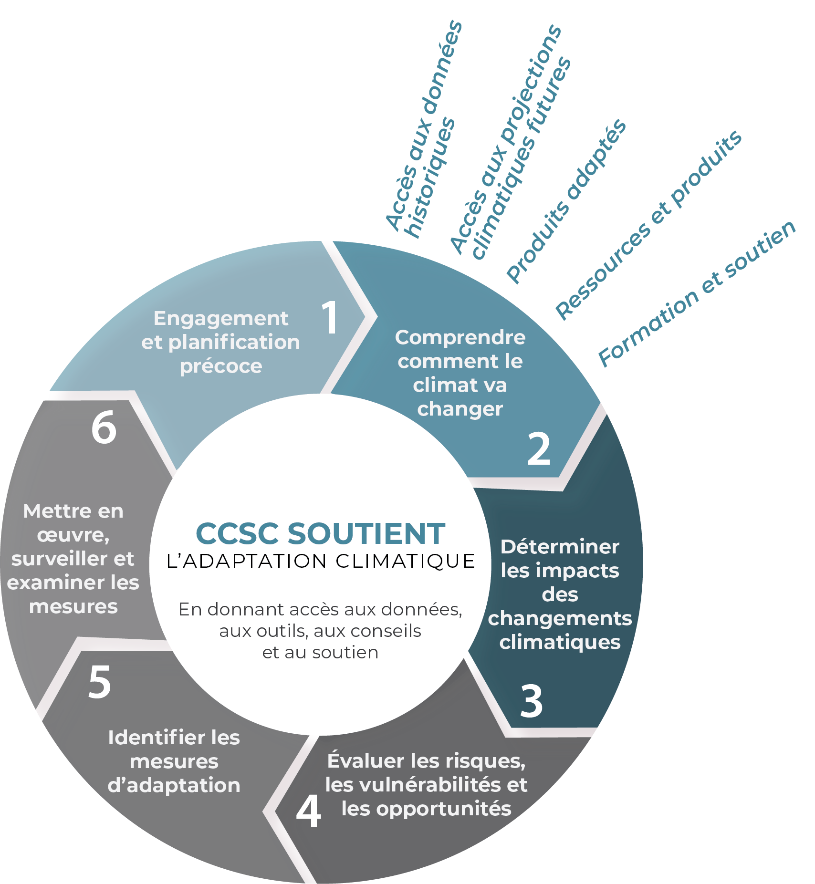 Accès aux données
historiques
Accès aux projections
climatiques futures
Produits adaptés
Ressources et produits
Formation et soutien
Engagement
et planification
précoce
1
Comprendre
comment le
climat va
changer
2
Déterminer
les impacts
des
changements
climatiques
3
Évaluer les risques,
les vulnérabilités et
les opportunités
4
Identifier les
mesures
d’adaptation
5
Mettre en
œuvre,
surveiller et
examiner les
mesures
6
CCSC SOUTIENT
L’ADAPTATION CLIMATIQUE
En donnant accès aux données,
aux outils, aux conseils
et au soutien